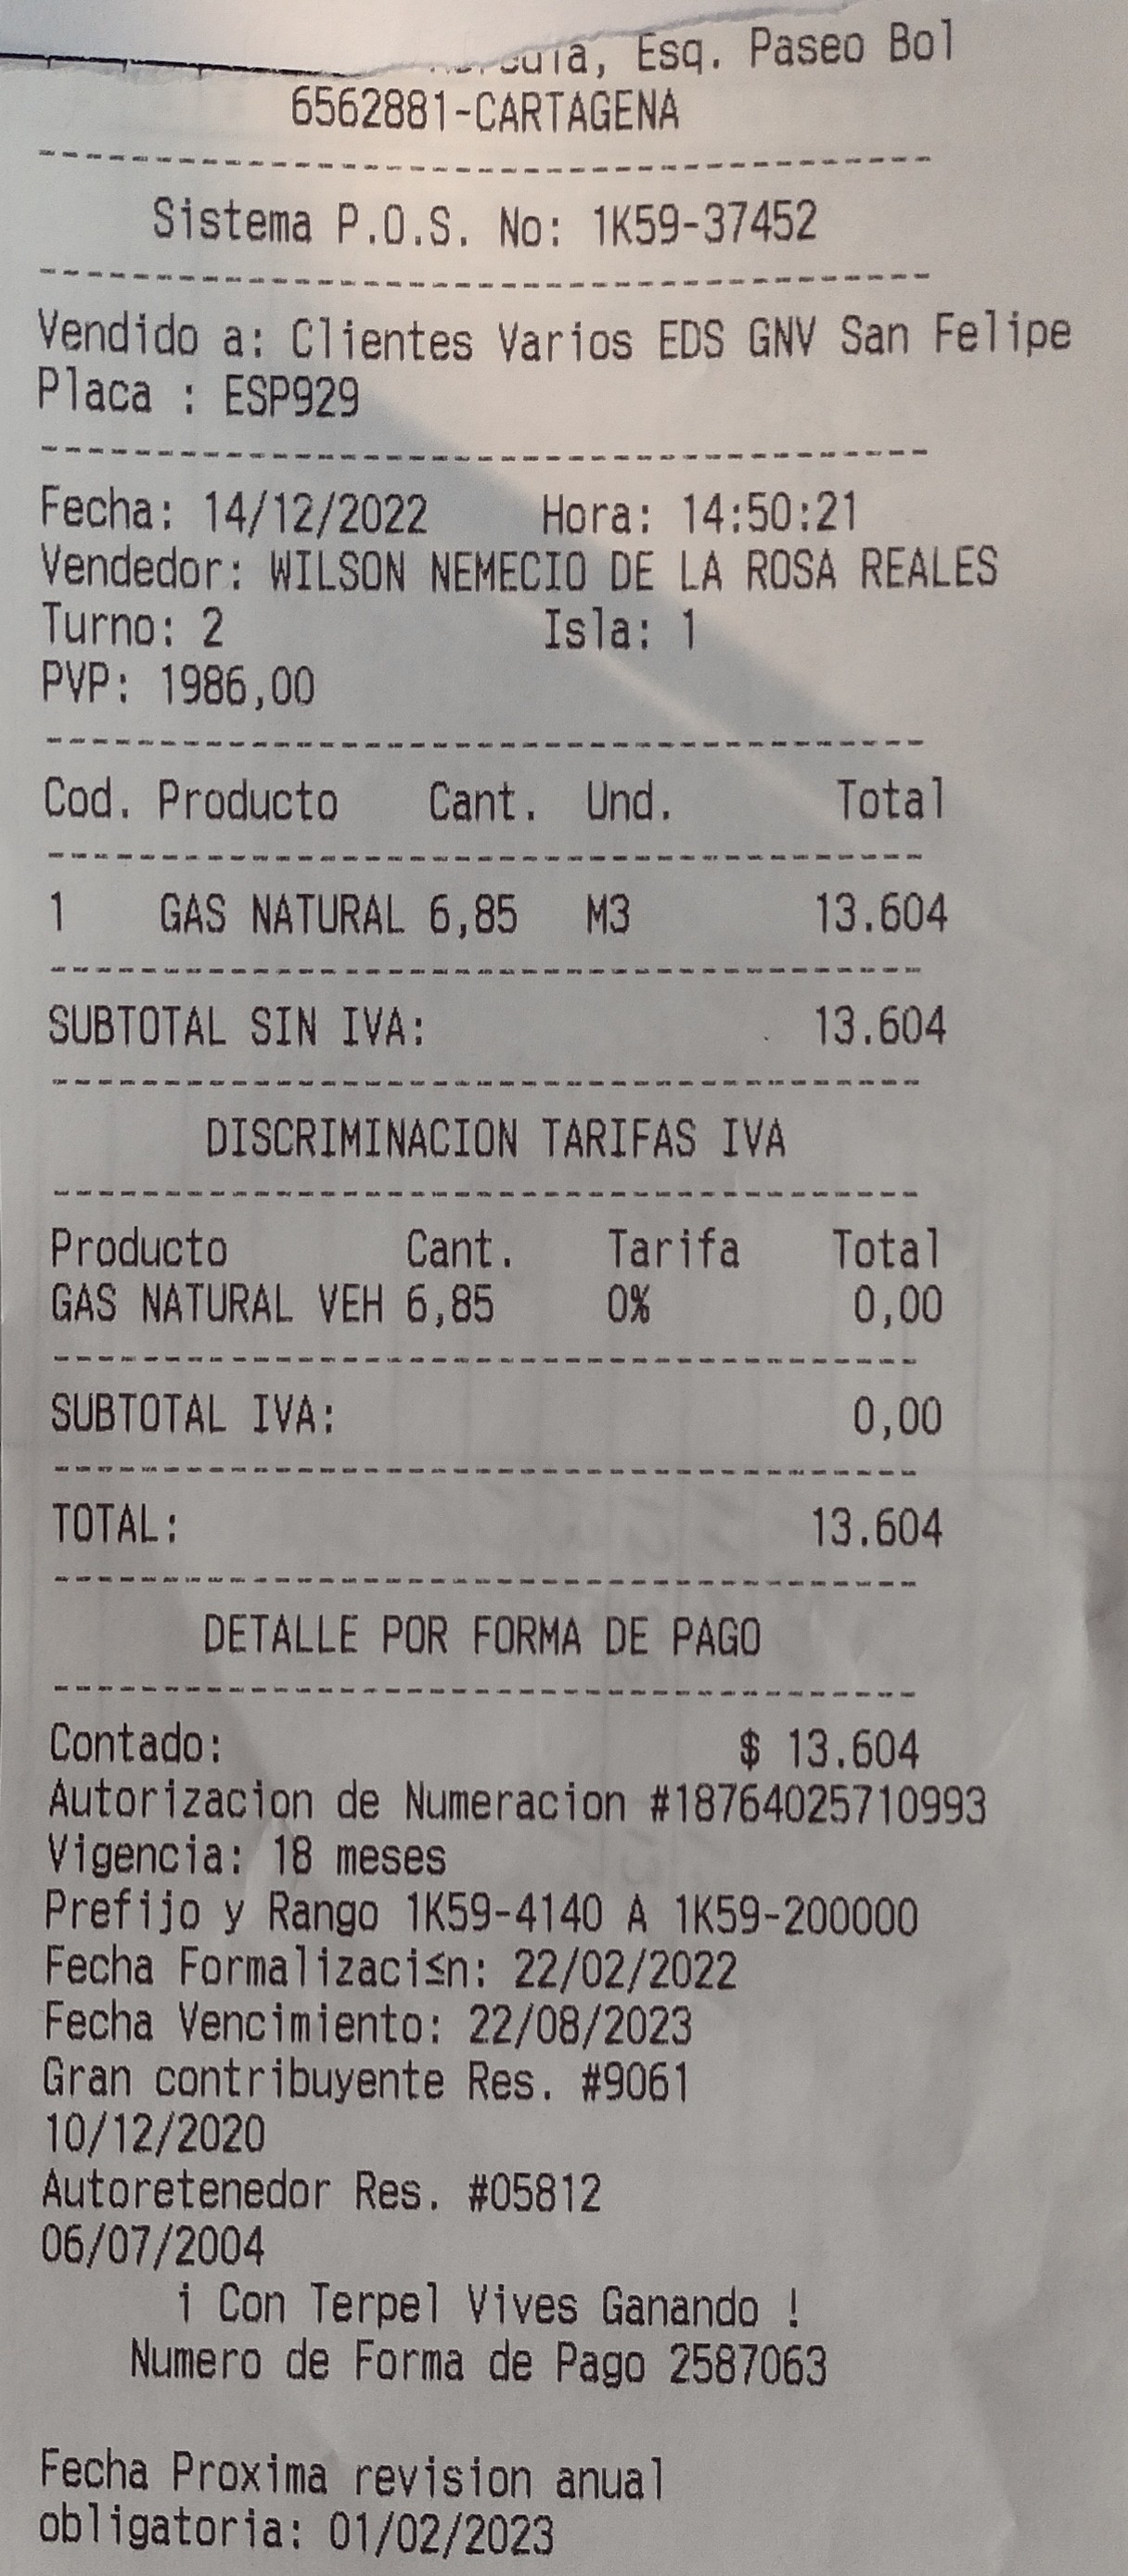 Esq. Paseo Bol
6562881-CARTAGENA
Sistema P.O.S. No: 1K59-37452
Vendido a: Clientes Varios EDS GNV San Felipe
Placa : ESP929
Fecha: 14/12/2022 Hora: 14:50:21
Vendedor: WILSON NEMECIO DE LA ROSA REALES
Turno: 2 Isla: 1
PVP: 1986,00
Cod. Producto Cant. Und. Total
1 GAS NATURAL 6,85 M3 13.604
SUBTOTAL SIN IVA: 13.604
DISCRIMINACION TARIFAS IVA
Producto Cant. Tarifa Total
GAS NATURAL VEH 6,85 0% 0,00
SUBTOTAL IVA: 0,00
TOTAL: 13.604
DETALLE POR FORMA DE PAGO
Contado: $ 13.604
Autorizacion de Numeracion #18764025710993
Vigencia: 18 meses
Prefijo y Rango 1K59-4140 A 1K59-200000
Fecha Formalizaci≤n: 22/02/2022
Fecha Vencimiento: 22/08/2023
Gran contribuyente Res. #9061
10/12/2020
Autoretenedor Res. #05812
06/07/2004
¡ Con Terpel Vives Ganando !
Numero de Forma de Pago 2587063
Fecha Proxima revision anual
obligatoria: 01/02/2023